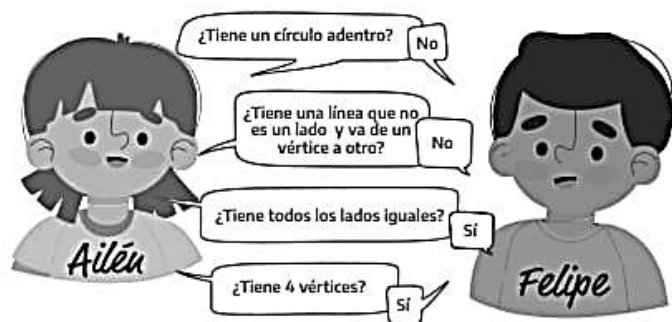 ¿Tiene un círculo adentro?
No
¿Tiene una línea que no
es un lado y va de un
vértice a otro?
No
¿Tiene todos los lados iguales?
Sí
Ailén
Felipe
¿Tiene 4 vértices?
Sí